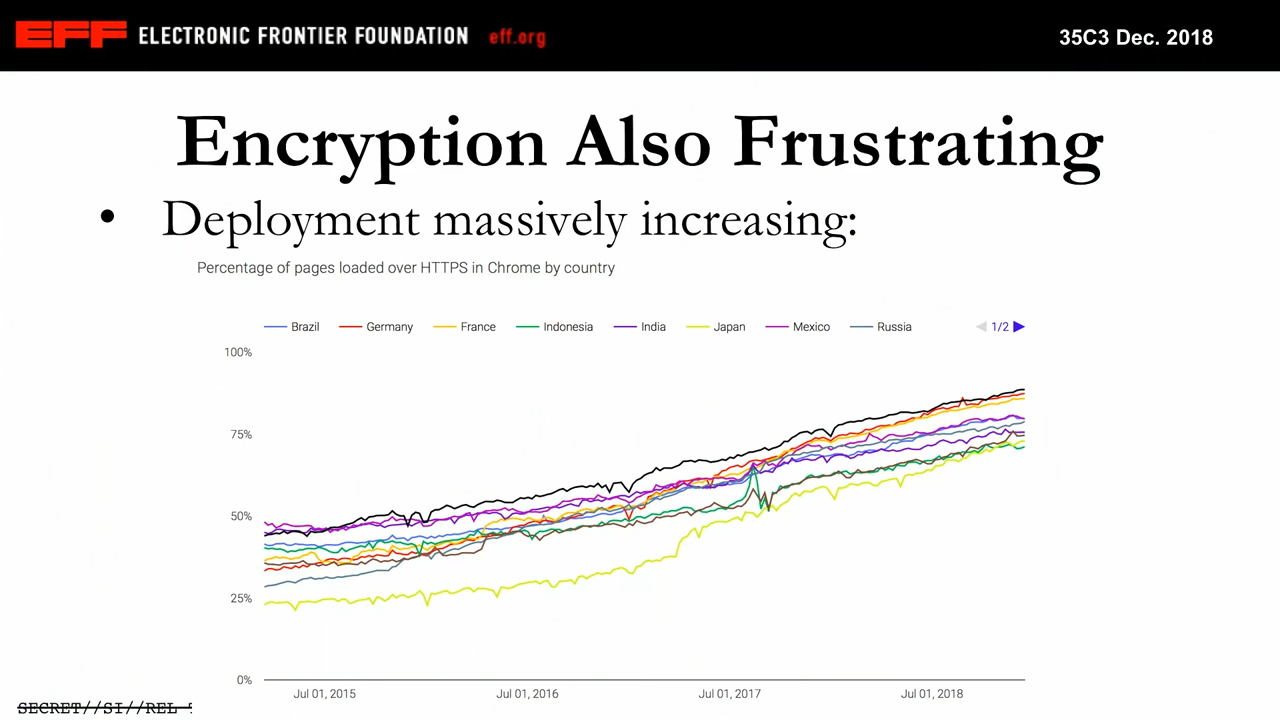 EFF ELECTRONIC FRONTIER FOUNDATION eff.org
35C3 Dec. 2018
Encryption Also Frustrating
• Deployment massively increasing:
Percentage of pages loaded over HTTPS in Chrome by country
Brazil Germany France Indonesia India Japan Mexico Russia 1/2
100%
75%
50%
25%
0%
Jul 01, 2015 Jul 01, 2016 Jul 01, 2017 Jul 01, 2018
SECRET//SI//REL